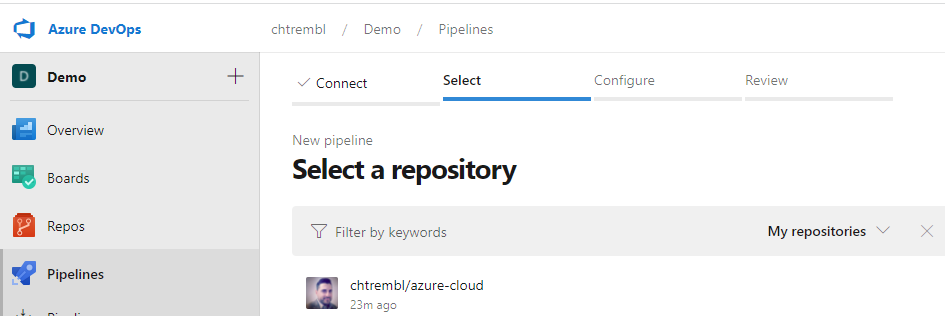 Azure DevOps
chtrembl / Demo / Pipelines
D Demo
Connect Select Configure Review
Overview
New pipeline
Select a repository
Boards
Repos
Filter by keywords My repositories
Pipelines
chtrembl/azure-cloud
23m ago